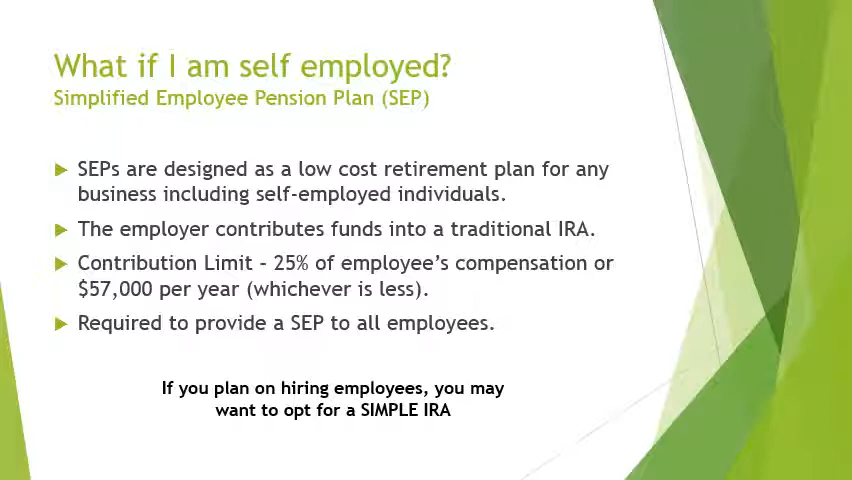 What if I am self employed?
Simplified Employee Pension Plan (SEP)
SEPs are designed as a low cost retirement plan for any
business including self-employed individuals.
The employer contributes funds into a traditional IRA.
Contribution Limit – 25% of employee's compensation or
$57,000 per year (whichever is less).
Required to provide a SEP to all employees.
If you plan on hiring employees, you may
want to opt for a SIMPLE IRA